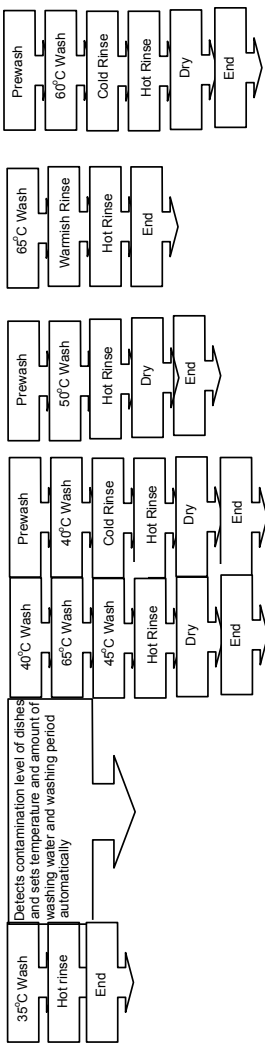 35°C Wash
Hot rinse
End
Detects contamination level of dishes
and sets temperature and amount of
washing water and washing period
automatically
40°C Wash
65°C Wash
45°C Wash
Hot Rinse
Dry
End
Prewash
40°C Wash
Cold Rinse
Hot Rinse
Dry
End
Prewash
50°C Wash
Hot Rinse
Dry
End
65°C Wash
Warmish Rinse
Hot Rinse
End
Prewash
60°C Wash
Cold Rinse
Hot Rinse
Dry
End